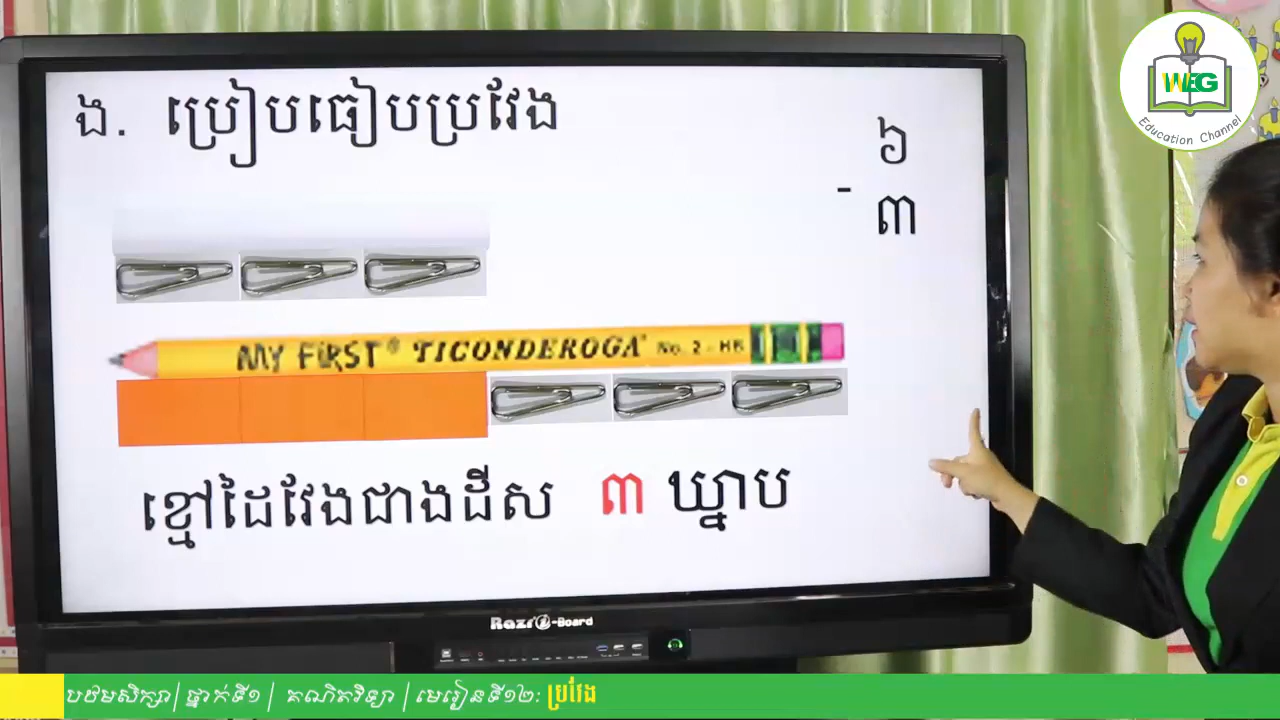 ង. ប្រៀបធៀបប្រវែង
៦
-
៣
MY FIRST® TICONDEROGA® No. 2 - HB
ខ្មៅដៃវែងជាងដីស ៣ ឃ្នាប
Razr i-Board
WEG
Education Channel
បឋមសិក្សា| ថ្នាក់ទី១ | គណិតវិទ្យា | មេរៀនទី១២: ប្រវែង